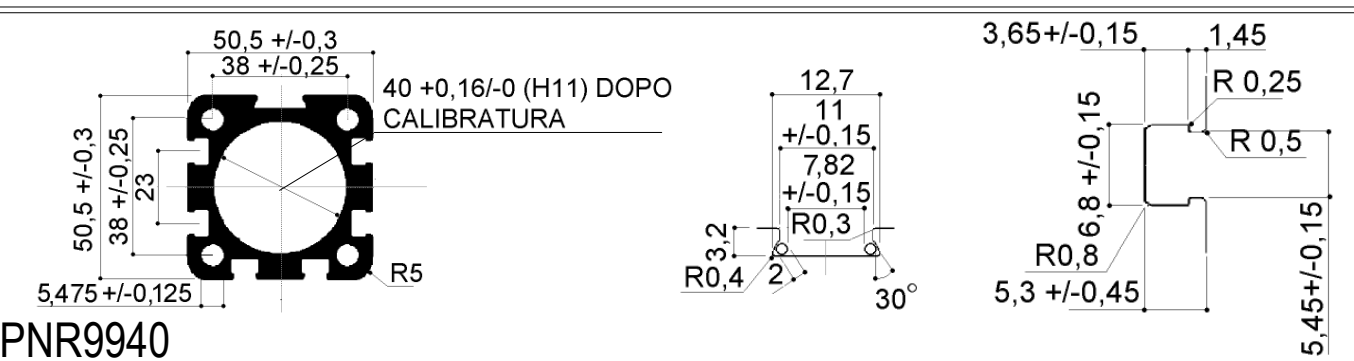 50,5 +/-0,3
38 +/-0,25
40 +0,16/-0 (H11) DOPO
CALIBRATURA
50,5 +/-0,3
38 +/-0,25
23
R5
5,475 +/-0,125
PNR9940
12,7
11
+/-0,15
7,82
+/-0,15
R0,3
3,2
R0,4
2
30°
3,65+/-0,15
1,45
R 0,25
R 0,5
6,8 +/-0,15
R0,8
5,3 +/-0,45
5,45+/-0,15